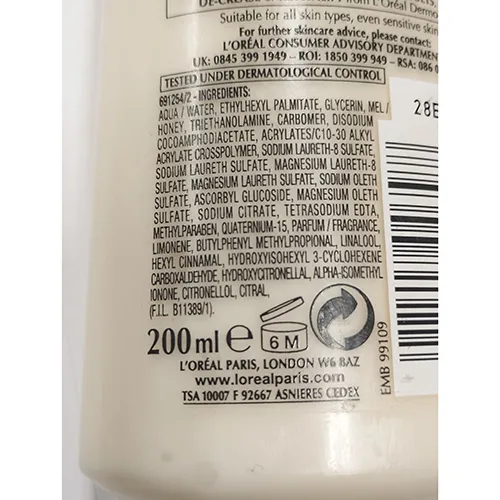 Suitable for all skin types, even sensitive skin
For further skincare advice, please contact:
L'ORÉAL CONSUMER ADVISORY DEPARTMENT
UK: 0845 399 1949 - ROI: 1850 399 949 - RSA: 086 0
TESTED UNDER DERMATOLOGICAL CONTROL
691254/2 - INGREDIENTS:
AQUA / WATER, ETHYLHEXYL PALMITATE, GLYCERIN, MEL /
HONEY, TRIETHANOLAMINE, CARBOMER, DISODIUM
COCOAMPHODIACETATE, ACRYLATES/C10-30 ALKYL
ACRYLATE CROSSPOLYMER, SODIUM LAURETH-8 SULFATE,
SODIUM LAURETH SULFATE, MAGNESIUM LAURETH-8
SULFATE, MAGNESIUM LAURETH SULFATE, SODIUM OLETH
SULFATE, ASCORBYL GLUCOSIDE, MAGNESIUM OLETH
SULFATE, SODIUM CITRATE, TETRASODIUM EDTA,
METHYLPARABEN, QUATERNIUM-15, PARFUM / FRAGRANCE,
LIMONENE, BUTYLPHENYL METHYLPROPIONAL, LINALOOL,
HEXYL CINNAMAL, HYDROXYISOHEXYL 3-CYCLOHEXENE
CARBOXALDEHYDE, HYDROXYCITRONELLAL, ALPHA-ISOMETHYL
IONONE, CITRONELLOL, CITRAL.
(F.I.L. B11389/1).
200 ml e 6 M
L'ORÉAL PARIS, LONDON W6 8AZ
www.lorealparis.com
TSA 10007 F 92667 ASNIERES CEDEX
28E
EMB 99109